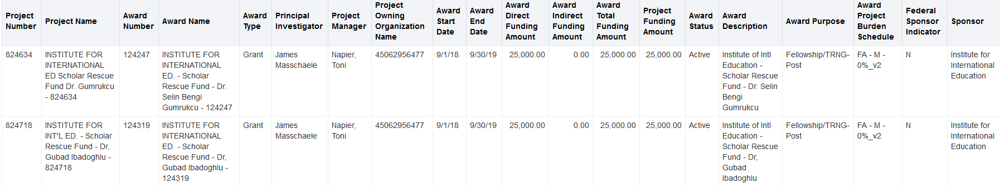 Project Number
Project Name
Award Number
Award Name
Award Type
Principal Investigator
Project Manager
Project Owning Organization Name
Award Start Date
Award End Date
Award Direct Funding Amount
Award Indirect Funding Amount
Award Total Funding Amount
Project Funding Amount
Award Status
Award Description
Award Purpose
Award Project Burden Schedule
Federal Sponsor Indicator
Sponsor
824634
INSTITUTE FOR
INTERNATIONAL
ED Scholar Rescue
Fund Dr. Gumrukcu
- 824634
124247
INSTITUTE FOR
INTERNATIONAL
ED. - Scholar
Rescue Fund - Dr.
Selin Bengi
Gumrukcu - 124247
Grant
James
Masschaele
Napier,
Toni
45062956477
9/1/18
9/30/19
25,000.00
0.00
25,000.00
25,000.00
Active
Institute of Intl
Education -
Scholar Rescue
Fund - Dr. Selin
Bengi
Gumrukcu
Fellowship/TRNG-
Post
FA - M -
0%_v2
N
Institute for
International
Education
824718
INSTITUTE FOR
INT'L ED. - Scholar
Rescue Fund - Dr,
Gubad Ibadoghlu -
824718
124319
INSTITUTE FOR
INTERNATIONAL
ED. - Scholar
Rescue Fund - Dr,
Gubad Ibadoghlu -
124319
Grant
James
Masschaele
Napier,
Toni
45062956477
9/1/18
9/30/19
25,000.00
0.00
25,000.00
25,000.00
Active
Institute of Intl
Education -
Scholar Rescue
Fund - Dr,
Gubad
Ibadoghlu
Fellowship/TRNG-
Post
FA - M -
0%_v2
N
Institute for
International
Education